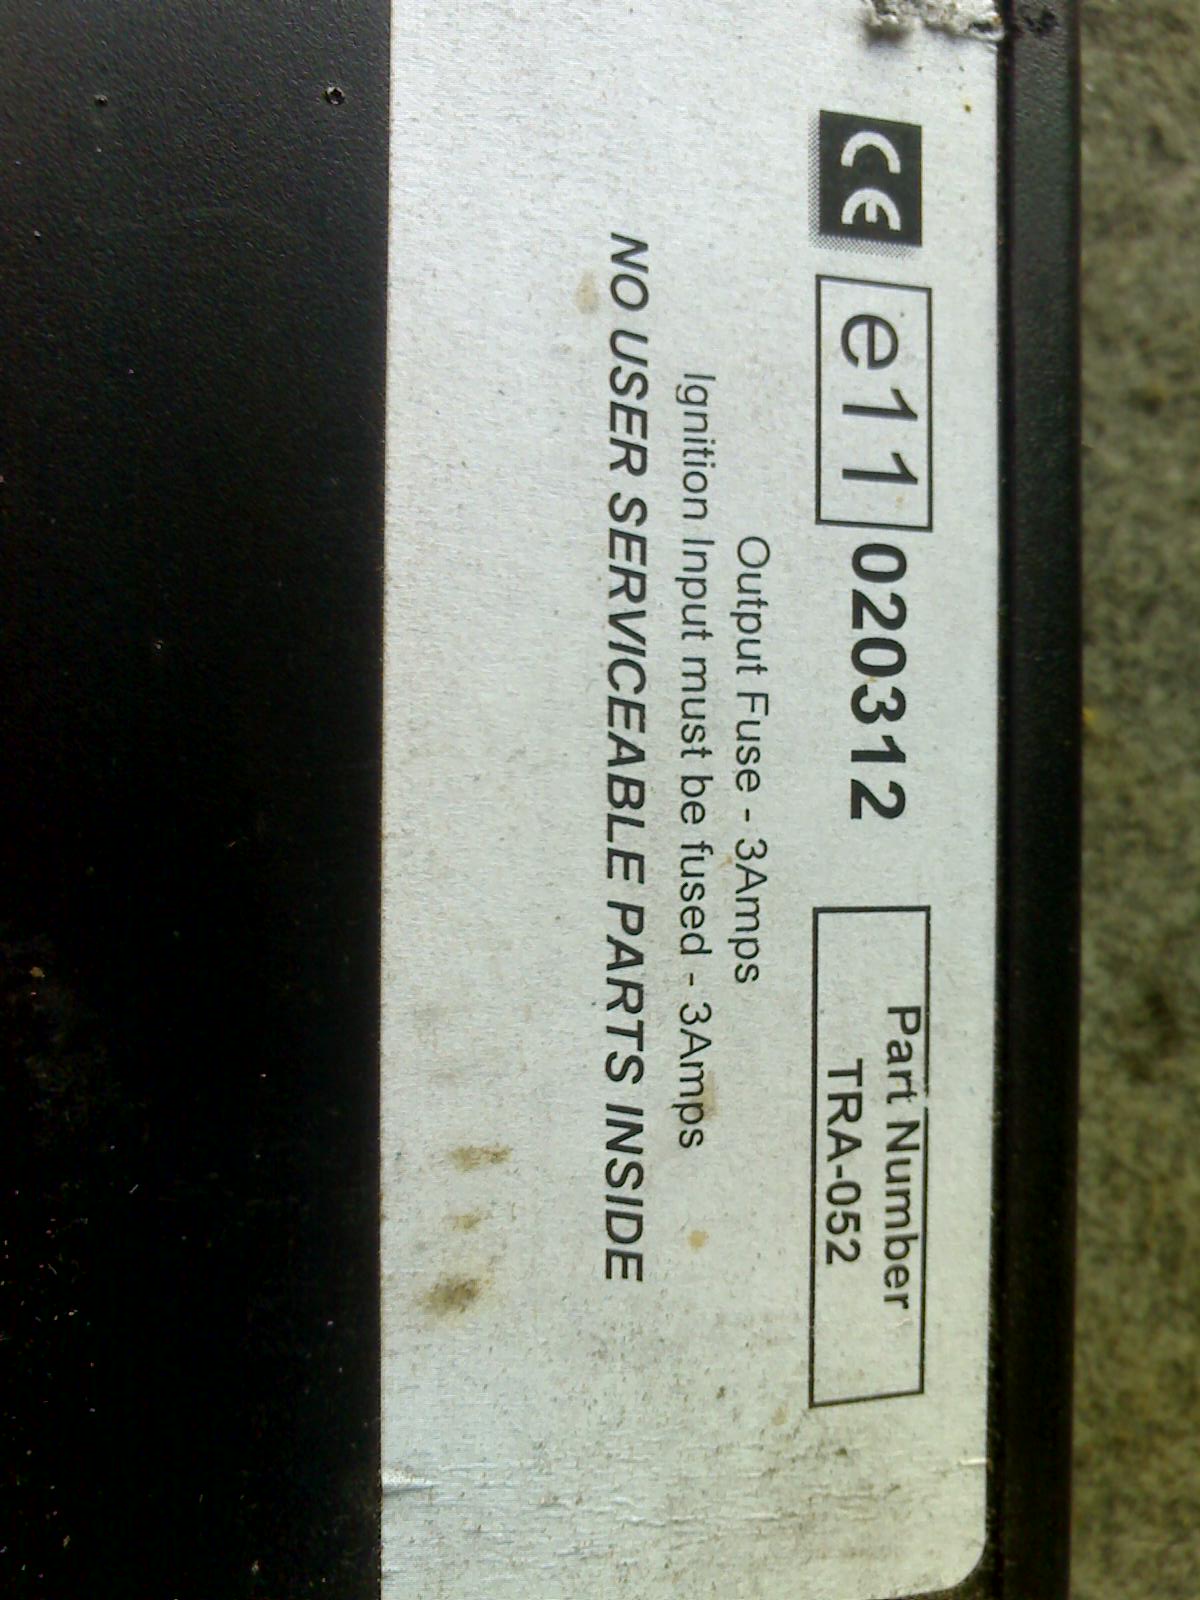 CE e11 020312
Part Number
TRA-052
Output Fuse - 3Amps
Ignition Input must be fused - 3Amps
NO USER SERVICEABLE PARTS INSIDE